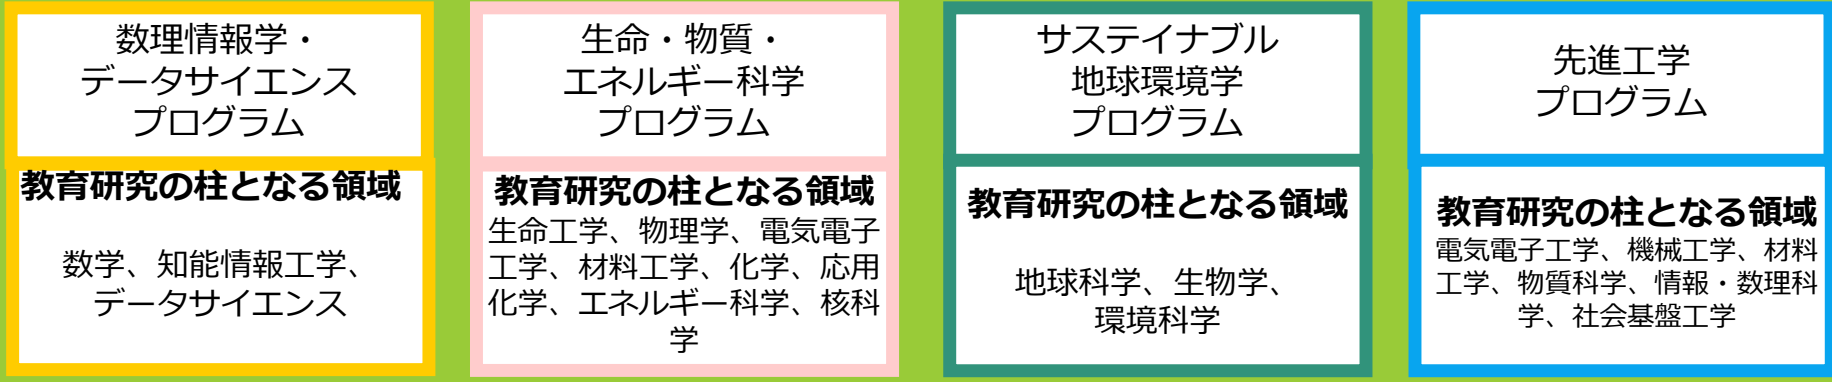 数理情報学・
データサイエンス
プログラム
教育研究の柱となる領域
数学、知能情報工学、
データサイエンス
生命・物質・
エネルギー科学
プログラム
教育研究の柱となる領域
生命工学、物理学、電気電子
工学、材料工学、化学、応用
化学、エネルギー科学、核科
学
サステイナブル
地球環境学
プログラム
教育研究の柱となる領域
地球科学、生物学、
環境科学
先進工学
プログラム
教育研究の柱となる領域
電気電子工学、機械工学、材料
工学、物質科学、情報・数理科
学、社会基盤工学